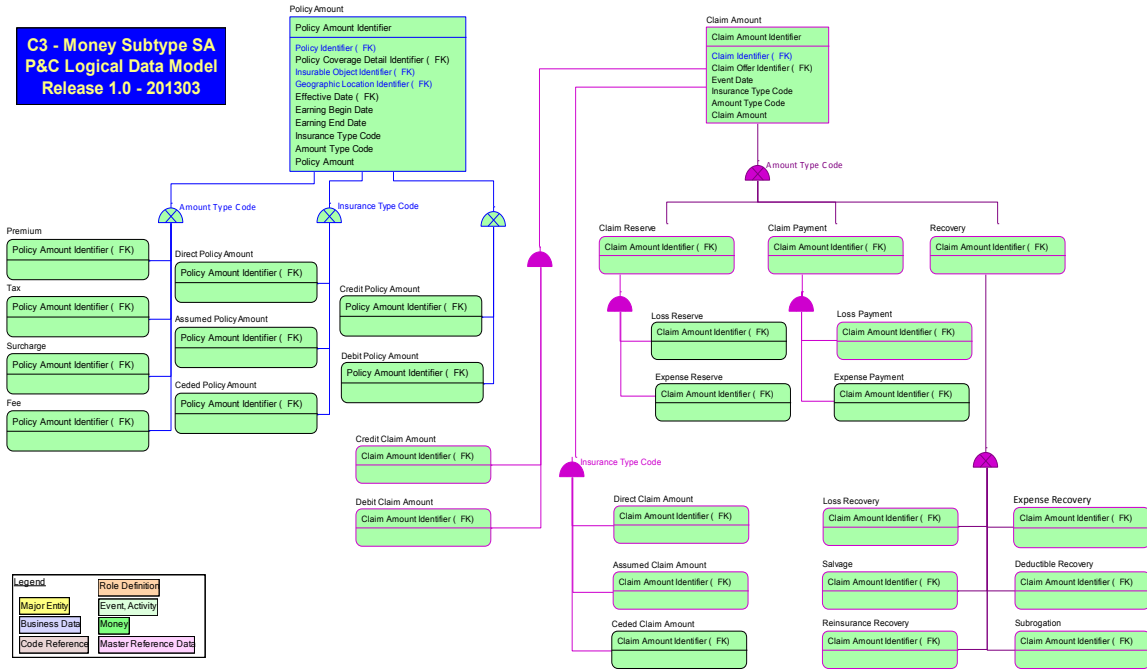 C3 - Money Subtype SA
P&C Logical Data Model
Release 1.0 - 201303
Policy Amount
Policy Amount Identifier
Policy Identifier ( FK)
Policy Coverage Detail Identifier ( FK)
Insurable Object Identifier ( FK)
Geographic Location Identifier ( FK)
Effective Date ( FK)
Earning Begin Date
Earning End Date
Insurance Type Code
Amount Type Code
Policy Amount
Claim Amount
Claim Amount Identifier
Claim Identifier ( FK)
Claim Offer Identifier ( FK)
Event Date
Insurance Type Code
Amount Type Code
Claim Amount
Amount Type Code
Insurance Type Code
Amount Type Code
Premium
Policy Amount Identifier ( FK)
Tax
Policy Amount Identifier ( FK)
Surcharge
Policy Amount Identifier ( FK)
Fee
Policy Amount Identifier ( FK)
Direct Policy Amount
Policy Amount Identifier ( FK)
Assumed Policy Amount
Policy Amount Identifier ( FK)
Ceded Policy Amount
Policy Amount Identifier ( FK)
Credit Policy Amount
Policy Amount Identifier ( FK)
Debit Policy Amount
Policy Amount Identifier ( FK)
Claim Reserve
Claim Amount Identifier ( FK)
Claim Payment
Claim Amount Identifier ( FK)
Recovery
Claim Amount Identifier ( FK)
Loss Reserve
Claim Amount Identifier ( FK)
Expense Reserve
Claim Amount Identifier ( FK)
Loss Payment
Claim Amount Identifier ( FK)
Expense Payment
Claim Amount Identifier ( FK)
Credit Claim Amount
Claim Amount Identifier ( FK)
Debit Claim Amount
Claim Amount Identifier ( FK)
Insurance Type Code
Direct Claim Amount
Claim Amount Identifier ( FK)
Assumed Claim Amount
Claim Amount Identifier ( FK)
Ceded Claim Amount
Claim Amount Identifier ( FK)
Loss Recovery
Claim Amount Identifier ( FK)
Salvage
Claim Amount Identifier ( FK)
Reinsurance Recovery
Claim Amount Identifier ( FK)
Expense Recovery
Claim Amount Identifier ( FK)
Deductible Recovery
Claim Amount Identifier ( FK)
Subrogation
Claim Amount Identifier ( FK)
Legend
Role Definition
Major Entity
Event, Activity
Business Data
Money
Code Reference
Master Reference Data